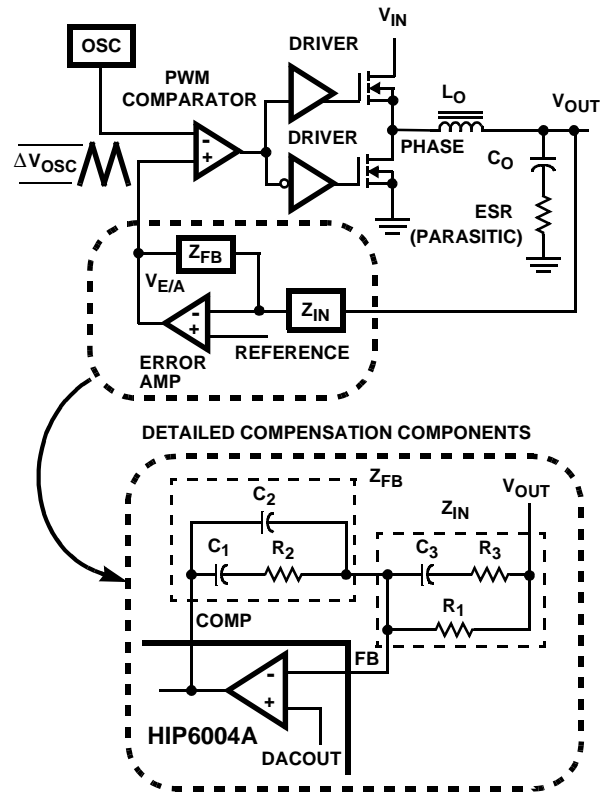 V_IN
OSC
DRIVER
PWM
COMPARATOR
L_O
V_OUT
DRIVER
-
+
PHASE
C_O
ΔV_OSC
ESR
(PARASITIC)
Z_FB
V_E/A
-
+
Z_IN
REFERENCE
ERROR
AMP
DETAILED COMPENSATION COMPONENTS
Z_FB
V_OUT
C_2
Z_IN
C_1
R_2
C_3
R_3
R_1
COMP
FB
-
+
HIP6004A
DACOUT